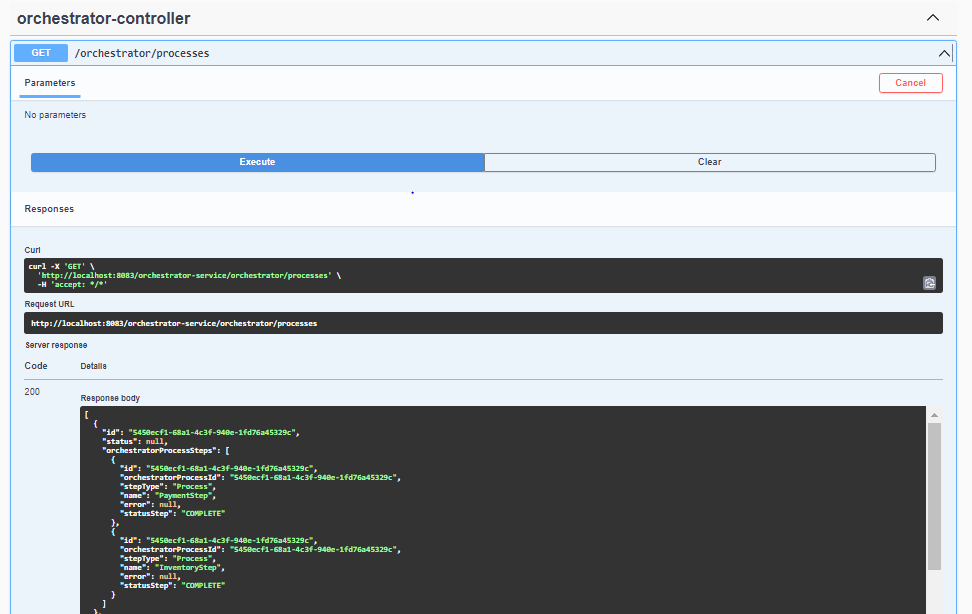 orchestrator-controller
GET /orchestrator/processes
Parameters
Cancel
No parameters
Execute
Clear
Responses
Curl
curl -X 'GET' \
'http://localhost:8083/orchestrator-service/orchestrator/processes' \
-H 'accept: */*'
Request URL
http://localhost:8083/orchestrator-service/orchestrator/processes
Server response
Code Details
200
Response body
[
{
"id": "5450ecf1-68a1-4c3f-940e-1fd76a45329c",
"status": null,
"orchestratorProcessSteps": [
{
"id": "5450ecf1-68a1-4c3f-940e-1fd76a45329c",
"orchestratorProcessId": "5450ecf1-68a1-4c3f-940e-1fd76a45329c",
"stepType": "Process",
"name": "PaymentStep",
"error": null,
"statusStep": "COMPLETE"
},
{
"id": "5450ecf1-68a1-4c3f-940e-1fd76a45329c",
"orchestratorProcessId": "5450ecf1-68a1-4c3f-940e-1fd76a45329c",
"stepType": "Process",
"name": "InventoryStep",
"error": null,
"statusStep": "COMPLETE"
}
]
},